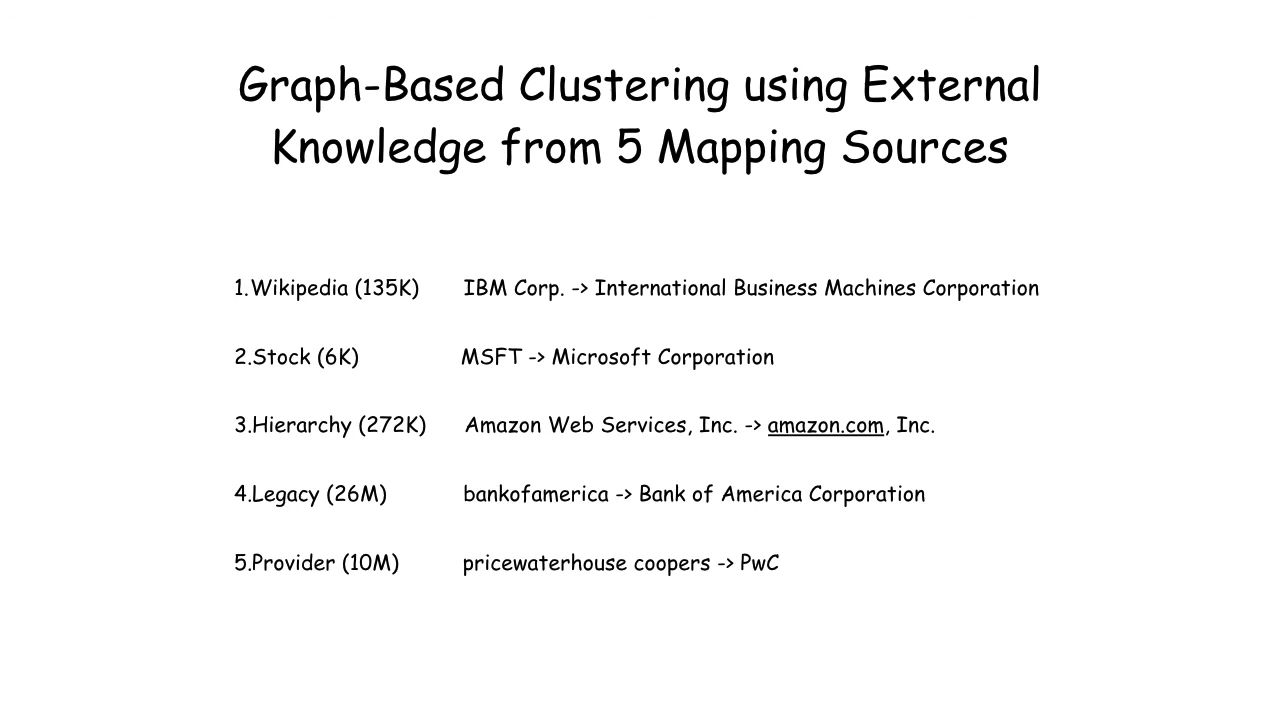 Graph-Based Clustering using External
Knowledge from 5 Mapping Sources
1.Wikipedia (135K) IBM Corp. -> International Business Machines Corporation
2.Stock (6K) MSFT -> Microsoft Corporation
3.Hierarchy (272K) Amazon Web Services, Inc. -> amazon.com, Inc.
4.Legacy (26M) bankofamerica -> Bank of America Corporation
5.Provider (10M) pricewaterhouse coopers -> PwC